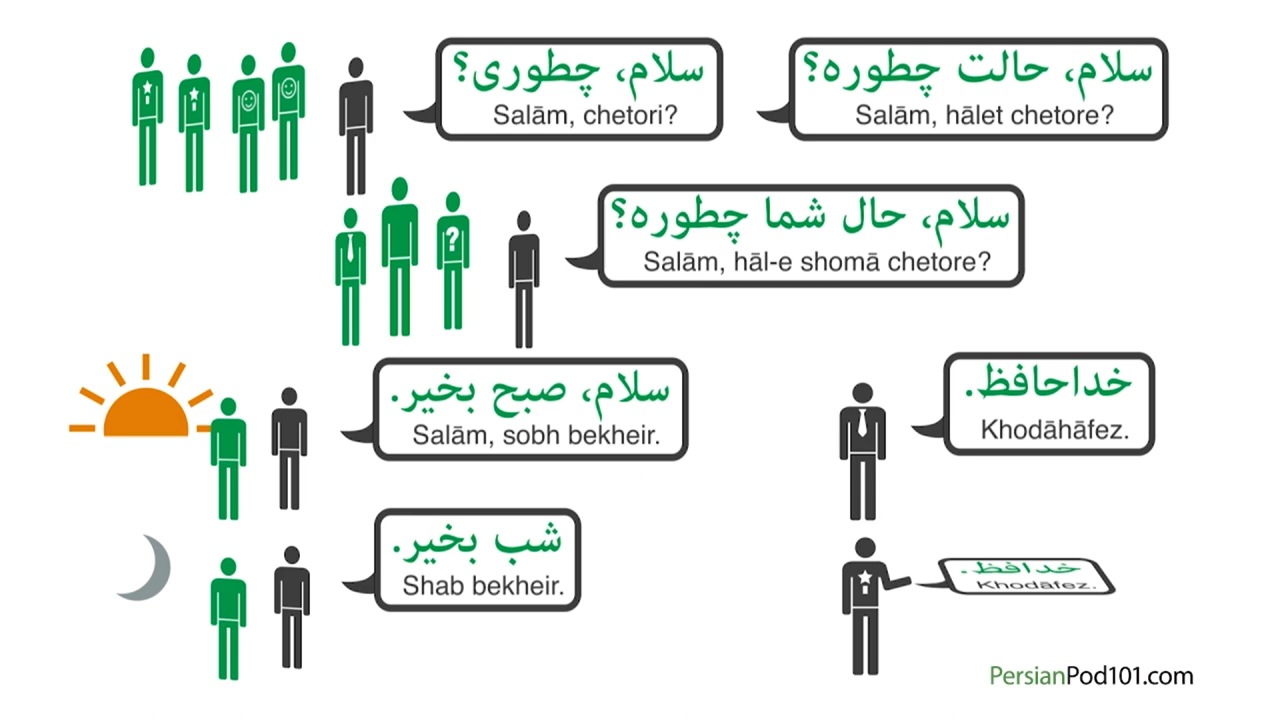 سلام، چطوری؟
Salām, chetori?
سلام، حالت چطوره؟
Salām, hālet chetore?
سلام، حال شما چطوره؟
Salām, hāl-e shomā chetore?
?
سلام، صبح بخیر.
Salām, sobh bekheir.
خداحافظ.
Khodāhāfez.
شب بخیر.
Shab bekheir.
خدافظ.
Khodāfez.
PersianPod101.com